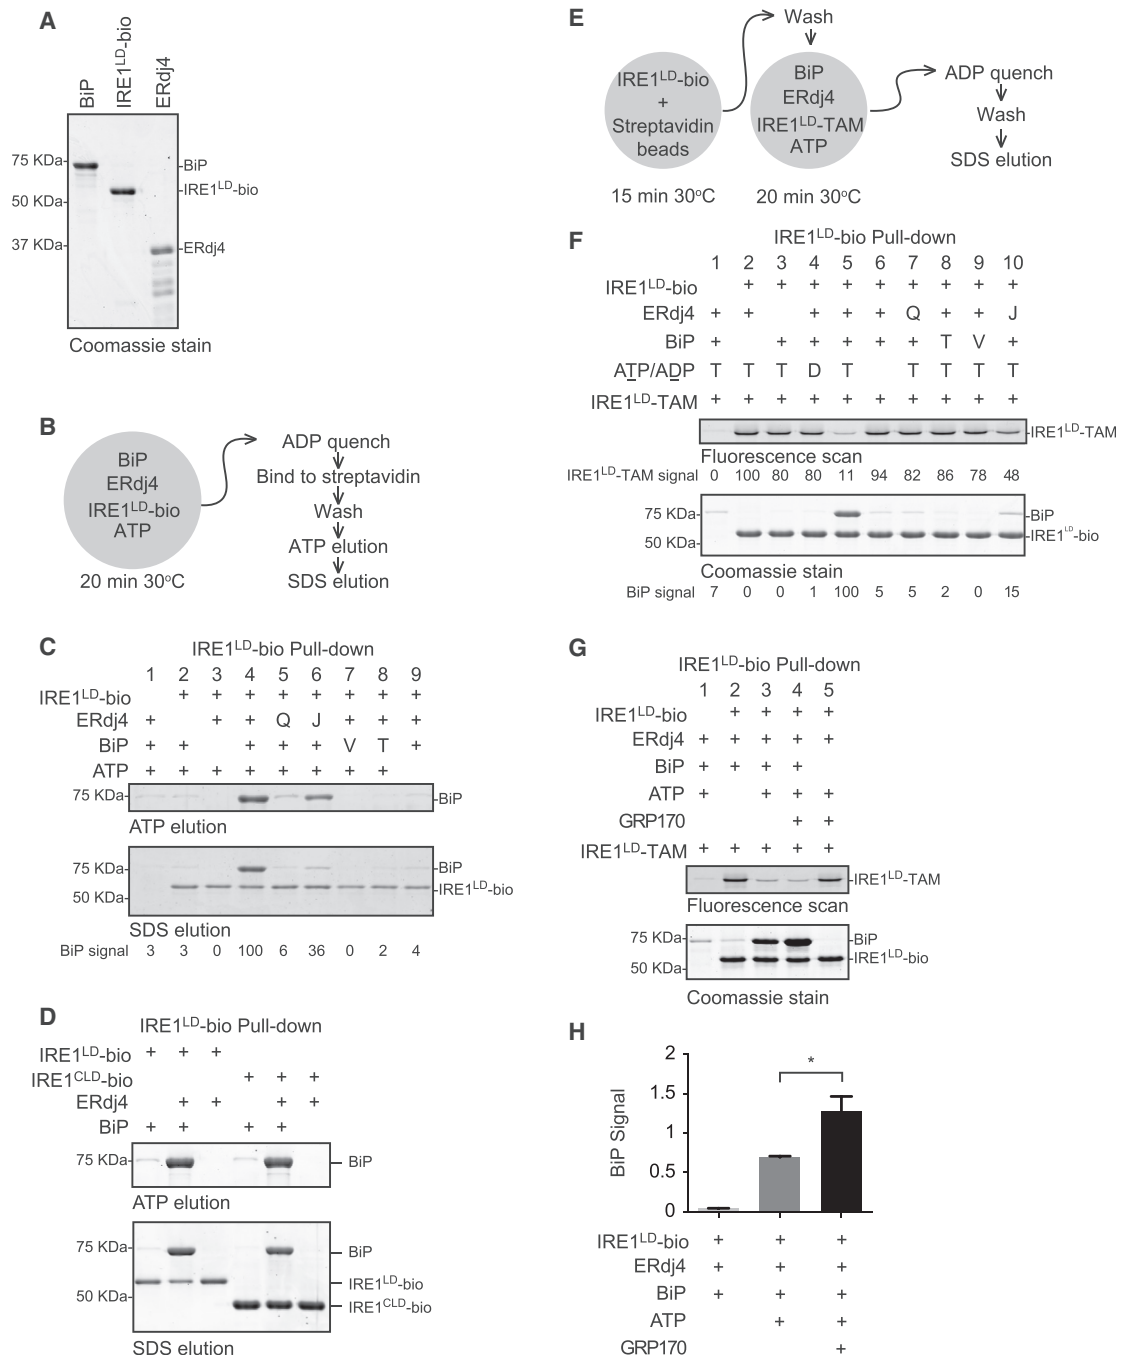 A
BiP
IRE1LD-bio
ERdj4
75 KDa
50 KDa
37 KDa
BiP
IRE1LD-bio
ERdj4
Coomassie stain
B
BiP
ERdj4
IRE1LD-bio
ATP
20 min 30oC
ADP quench
Bind to streptavidin
Wash
ATP elution
SDS elution
C
IRE1LD-bio Pull-down
1 2 3 4 5 6 7 8 9
IRE1LD-bio + + + + + + + +
ERdj4 + + + Q J + + +
BiP + + + + + V T +
ATP + + + + + + + +
75 KDa
BiP
ATP elution
75 KDa
50 KDa
BiP
IRE1LD-bio
SDS elution
BiP signal 3 3 0 100 6 36 0 2 4
D
IRE1LD-bio Pull-down
IRE1LD-bio + + +
IRE1CLD-bio + + +
ERdj4 + + + +
BiP + + + +
75 KDa
BiP
ATP elution
75 KDa
50 KDa
BiP
IRE1LD-bio
IRE1CLD-bio
SDS elution
E
IRE1LD-bio
+
Streptavidin
beads
15 min 30oC
Wash
BiP
ERdj4
IRE1LD-TAM
ATP
20 min 30oC
ADP quench
Wash
SDS elution
F
IRE1LD-bio Pull-down
1 2 3 4 5 6 7 8 9 10
IRE1LD-bio + + + + + + + + +
ERdj4 + + + + + Q + + J
BiP + + + + + + T V +
ATP/ADP T T T D T T T T T
IRE1LD-TAM + + + + + + + + + +
IRE1LD-TAM
Fluorescence scan
IRE1LD-TAM signal 0 100 80 80 11 94 82 86 78 48
75 KDa
50 KDa
BiP
IRE1LD-bio
Coomassie stain
BiP signal 7 0 0 1 100 5 5 2 0 15
G
IRE1LD-bio Pull-down
1 2 3 4 5
IRE1LD-bio + + + +
ERdj4 + + + + +
BiP + + + +
ATP + + + +
GRP170 + +
IRE1LD-TAM + + + + +
IRE1LD-TAM
Fluorescence scan
75 KDa
50 KDa
BiP
IRE1LD-bio
Coomassie stain
H
BiP Signal
2
1.5
1
0.5
0
*
IRE1LD-bio + + +
ERdj4 + + +
BiP + + +
ATP + +
GRP170 +